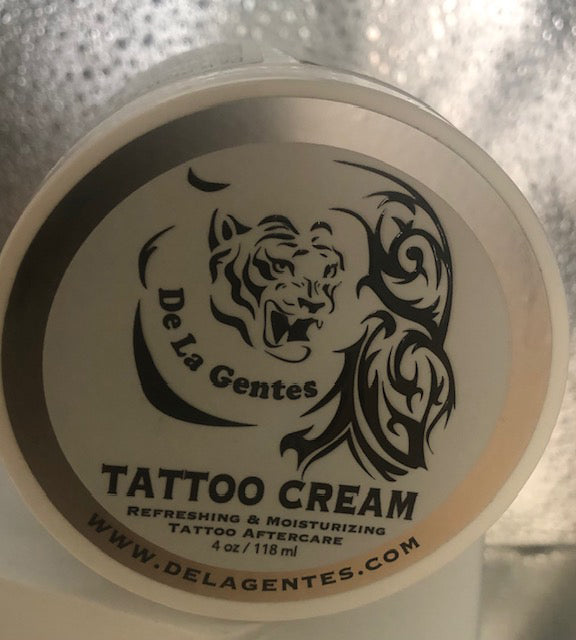 De La Gentes
TATTOO CREAM
REFRESHING & MOISTURIZING
TATTOO AFTERCARE
4 oz / 118 ml
WWW.DELAGENTES.COM